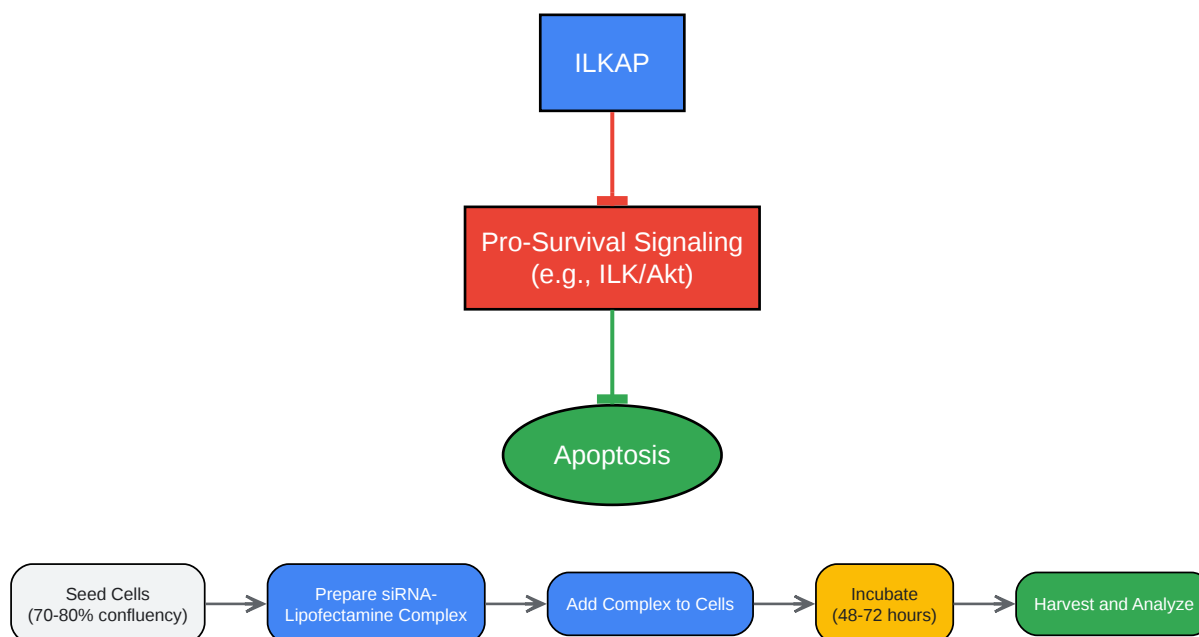 ILKAP
Pro-Survival Signaling
(e.g., ILK/Akt)
Apoptosis
Seed Cells
(70-80% confluency)
Prepare siRNA-
Lipofectamine Complex
Add Complex to Cells
Incubate
(48-72 hours)
Harvest and Analyze